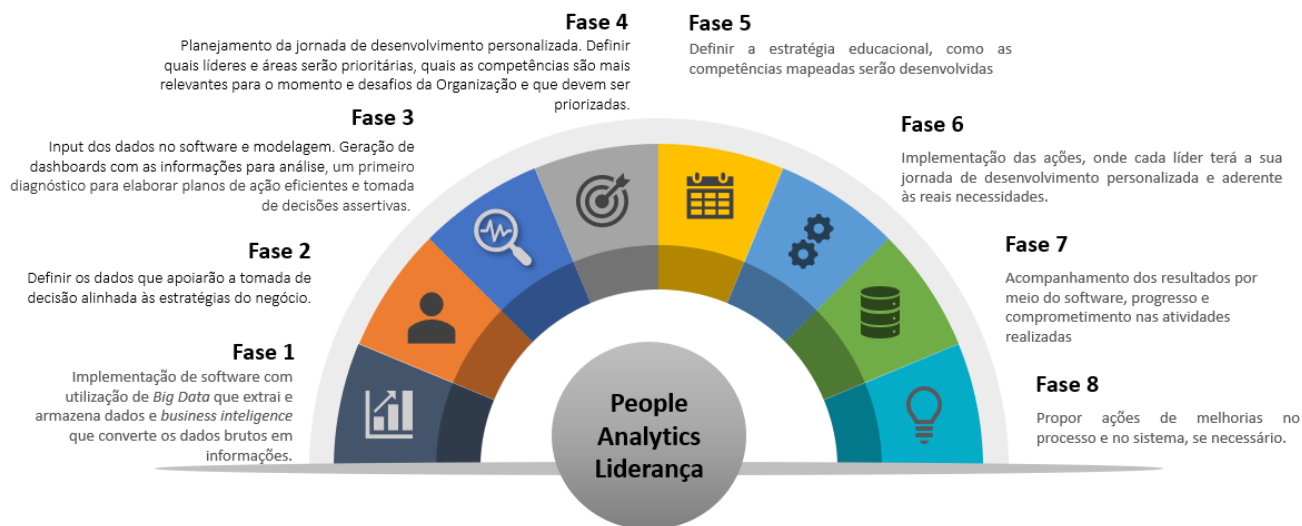 Fase 4
Planejamento da jornada de desenvolvimento personalizada. Definir
quais líderes e áreas serão prioritárias, quais as competências são mais
relevantes para o momento e desafios da Organização e que devem ser
priorizadas.
Fase 5
Definir a estratégia educacional, como as
competências mapeadas serão desenvolvidas
Fase 3
Input dos dados no software e modelagem. Geração de
dashboards com as informações para análise, um primeiro
diagnóstico para elaborar planos de ação eficientes e tomada
de decisões assertivas.
Fase 6
Implementação das ações, onde cada líder terá a sua
jornada de desenvolvimento personalizada e aderente
às reais necessidades.
Fase 2
Definir os dados que apoiarão a tomada de
decisão alinhada às estratégias do negócio.
Fase 7
Acompanhamento dos resultados por
meio do software, progresso e
comprometimento nas atividades
realizadas
Fase 1
Implementação de software com
utilização de Big Data que extrai e
armazena dados e business inteligence
que converte os dados brutos em
informações.
Fase 8
Propor ações de melhorias no
processo e no sistema, se necessário.
People
Analytics
Liderança